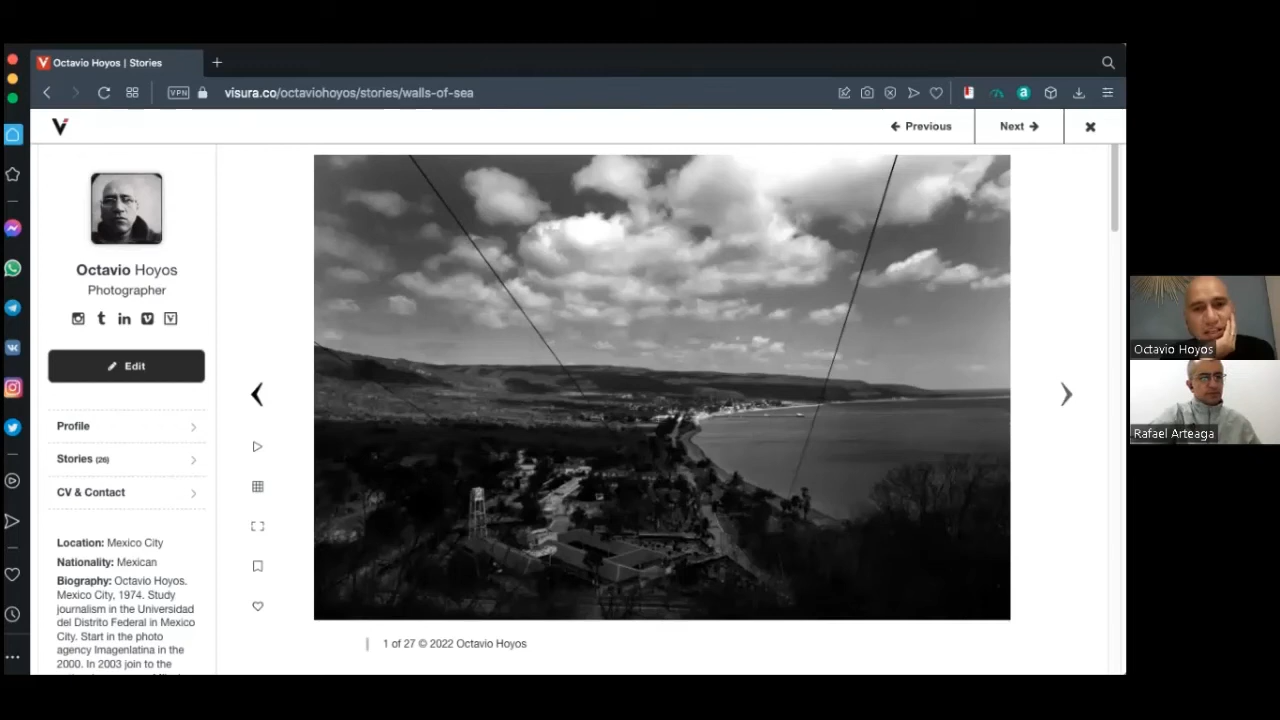 Octavio Hoyos | Stories
VPN
visura.co/octaviohoyos/stories/walls-of-sea
Previous
Next
Octavio Hoyos
Photographer
Edit
Profile
Stories (26)
CV & Contact
Location: Mexico City
Nationality: Mexican
Biography: Octavio Hoyos.
Mexico City, 1974. Study
journalism in the Universidad
del Distrito Federal in Mexico
City. Start in the photo
agency Imagenlatina in the
2000. In 2003 join to the
1 of 27 © 2022 Octavio Hoyos
Octavio Hoyos
Rafael Arteaga